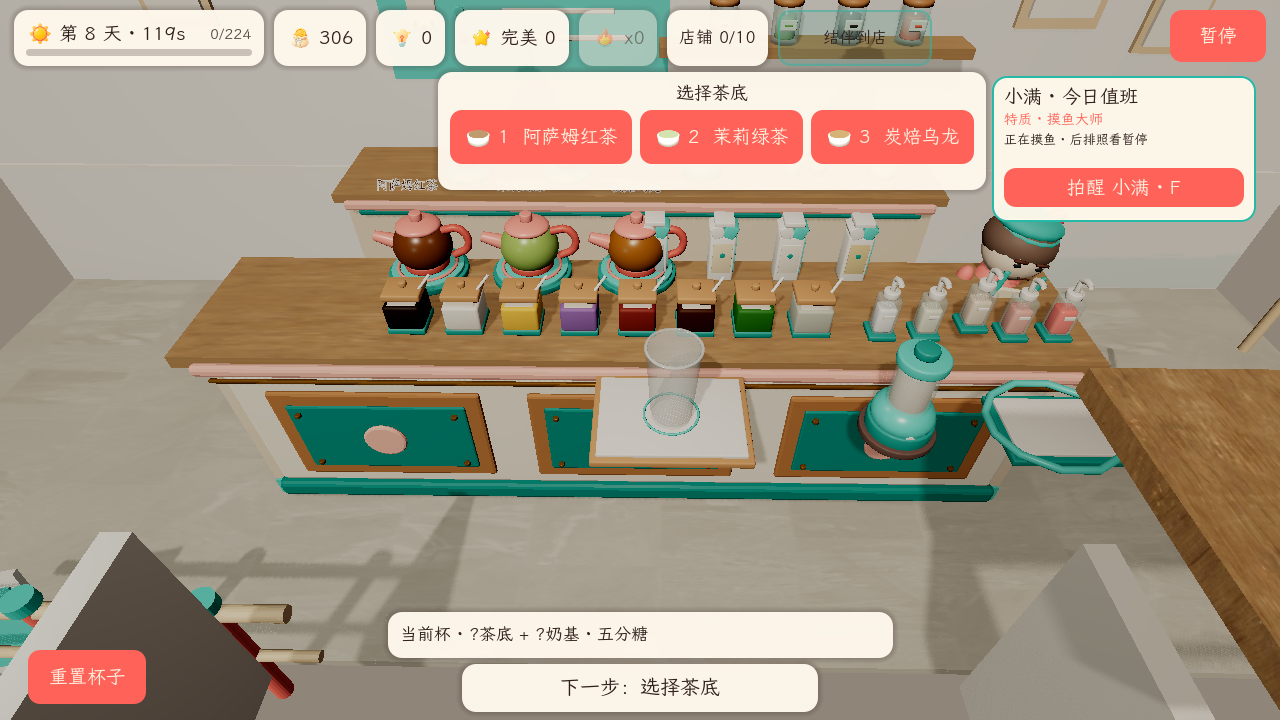 第 8 天·119s
0/224
306
0
完美 0
x0
店铺 0/10
结伴到店
暂停
选择茶底
1 阿萨姆红茶
2 茉莉绿茶
3 炭焙乌龙
小满·今日值班
特质·摸鱼大师
正在摸鱼·后排照看暂停
拍醒 小满·F
阿萨姆红茶
当前杯·?茶底 + ?奶基·五分糖
重置杯子
下一步: 选择茶底